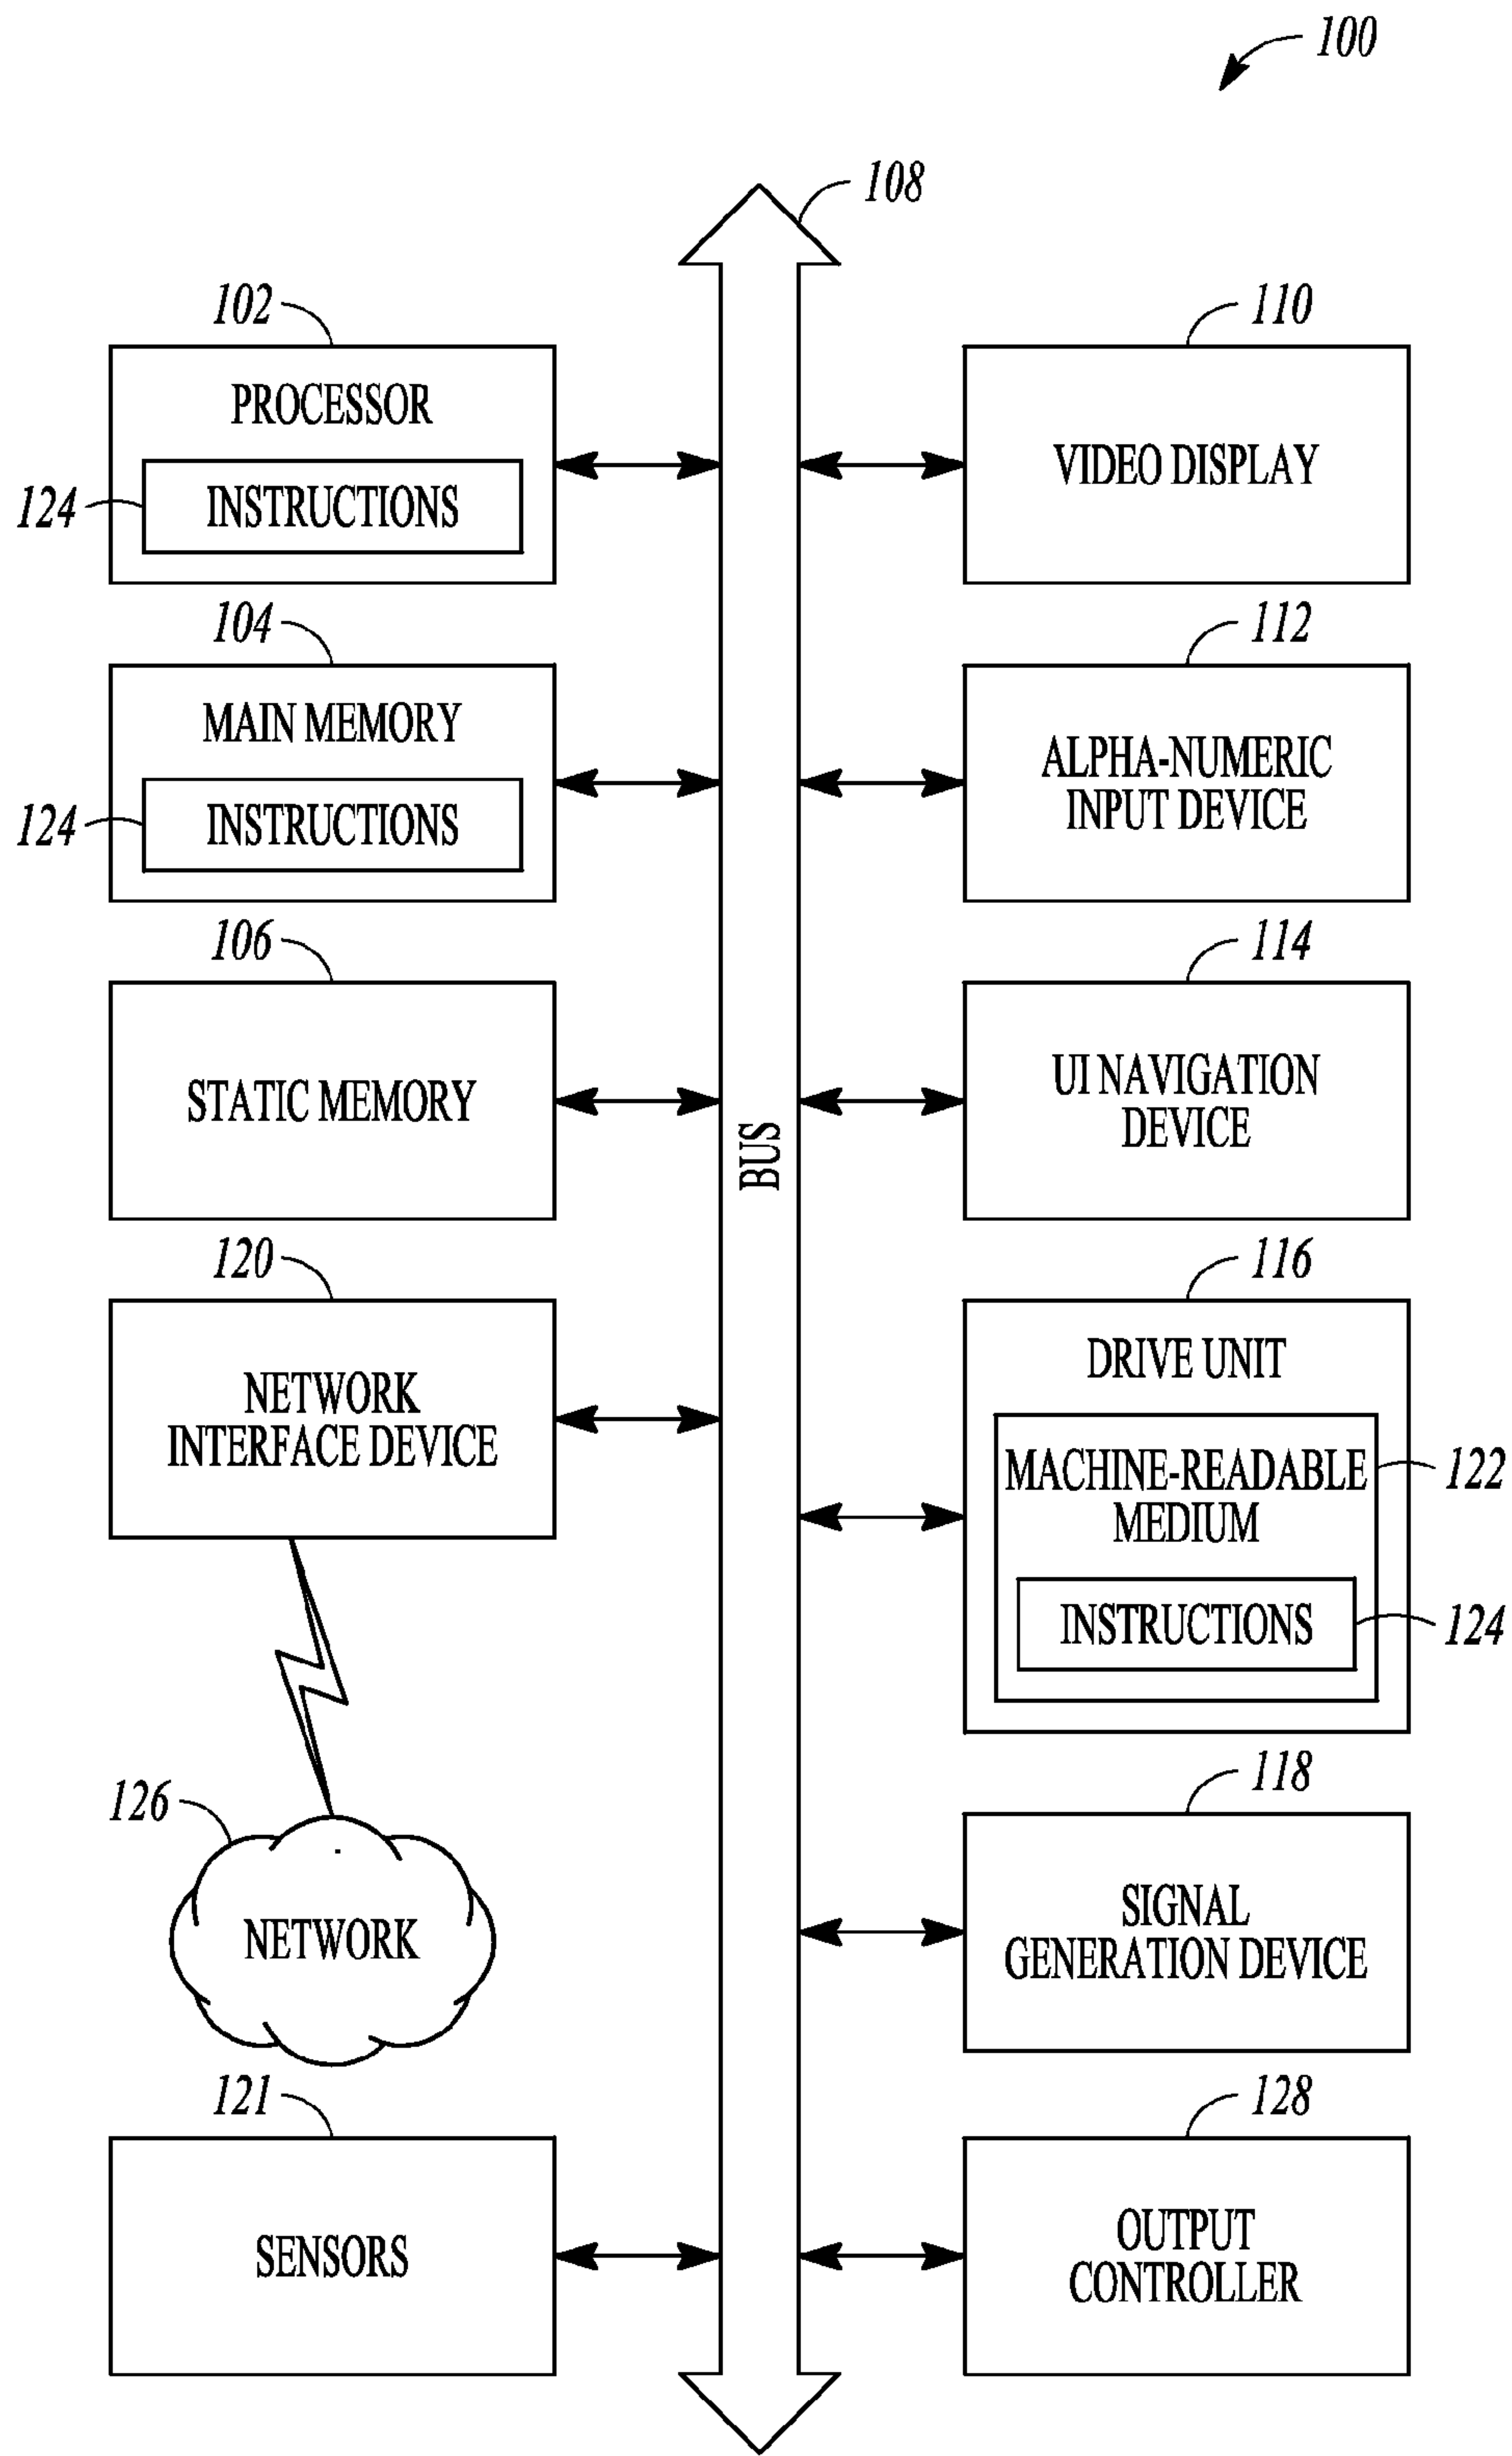 100
108
102
PROCESSOR
124
INSTRUCTIONS
110
VIDEO DISPLAY
104
MAIN MEMORY
124
INSTRUCTIONS
112
ALPHA-NUMERIC
INPUT DEVICE
106
STATIC MEMORY
BUS
114
UI NAVIGATION
DEVICE
120
NETWORK
INTERFACE DEVICE
116
DRIVE UNIT
MACHINE-READABLE
MEDIUM
122
INSTRUCTIONS
124
126
NETWORK
118
SIGNAL
GENERATION DEVICE
121
SENSORS
128
OUTPUT
CONTROLLER